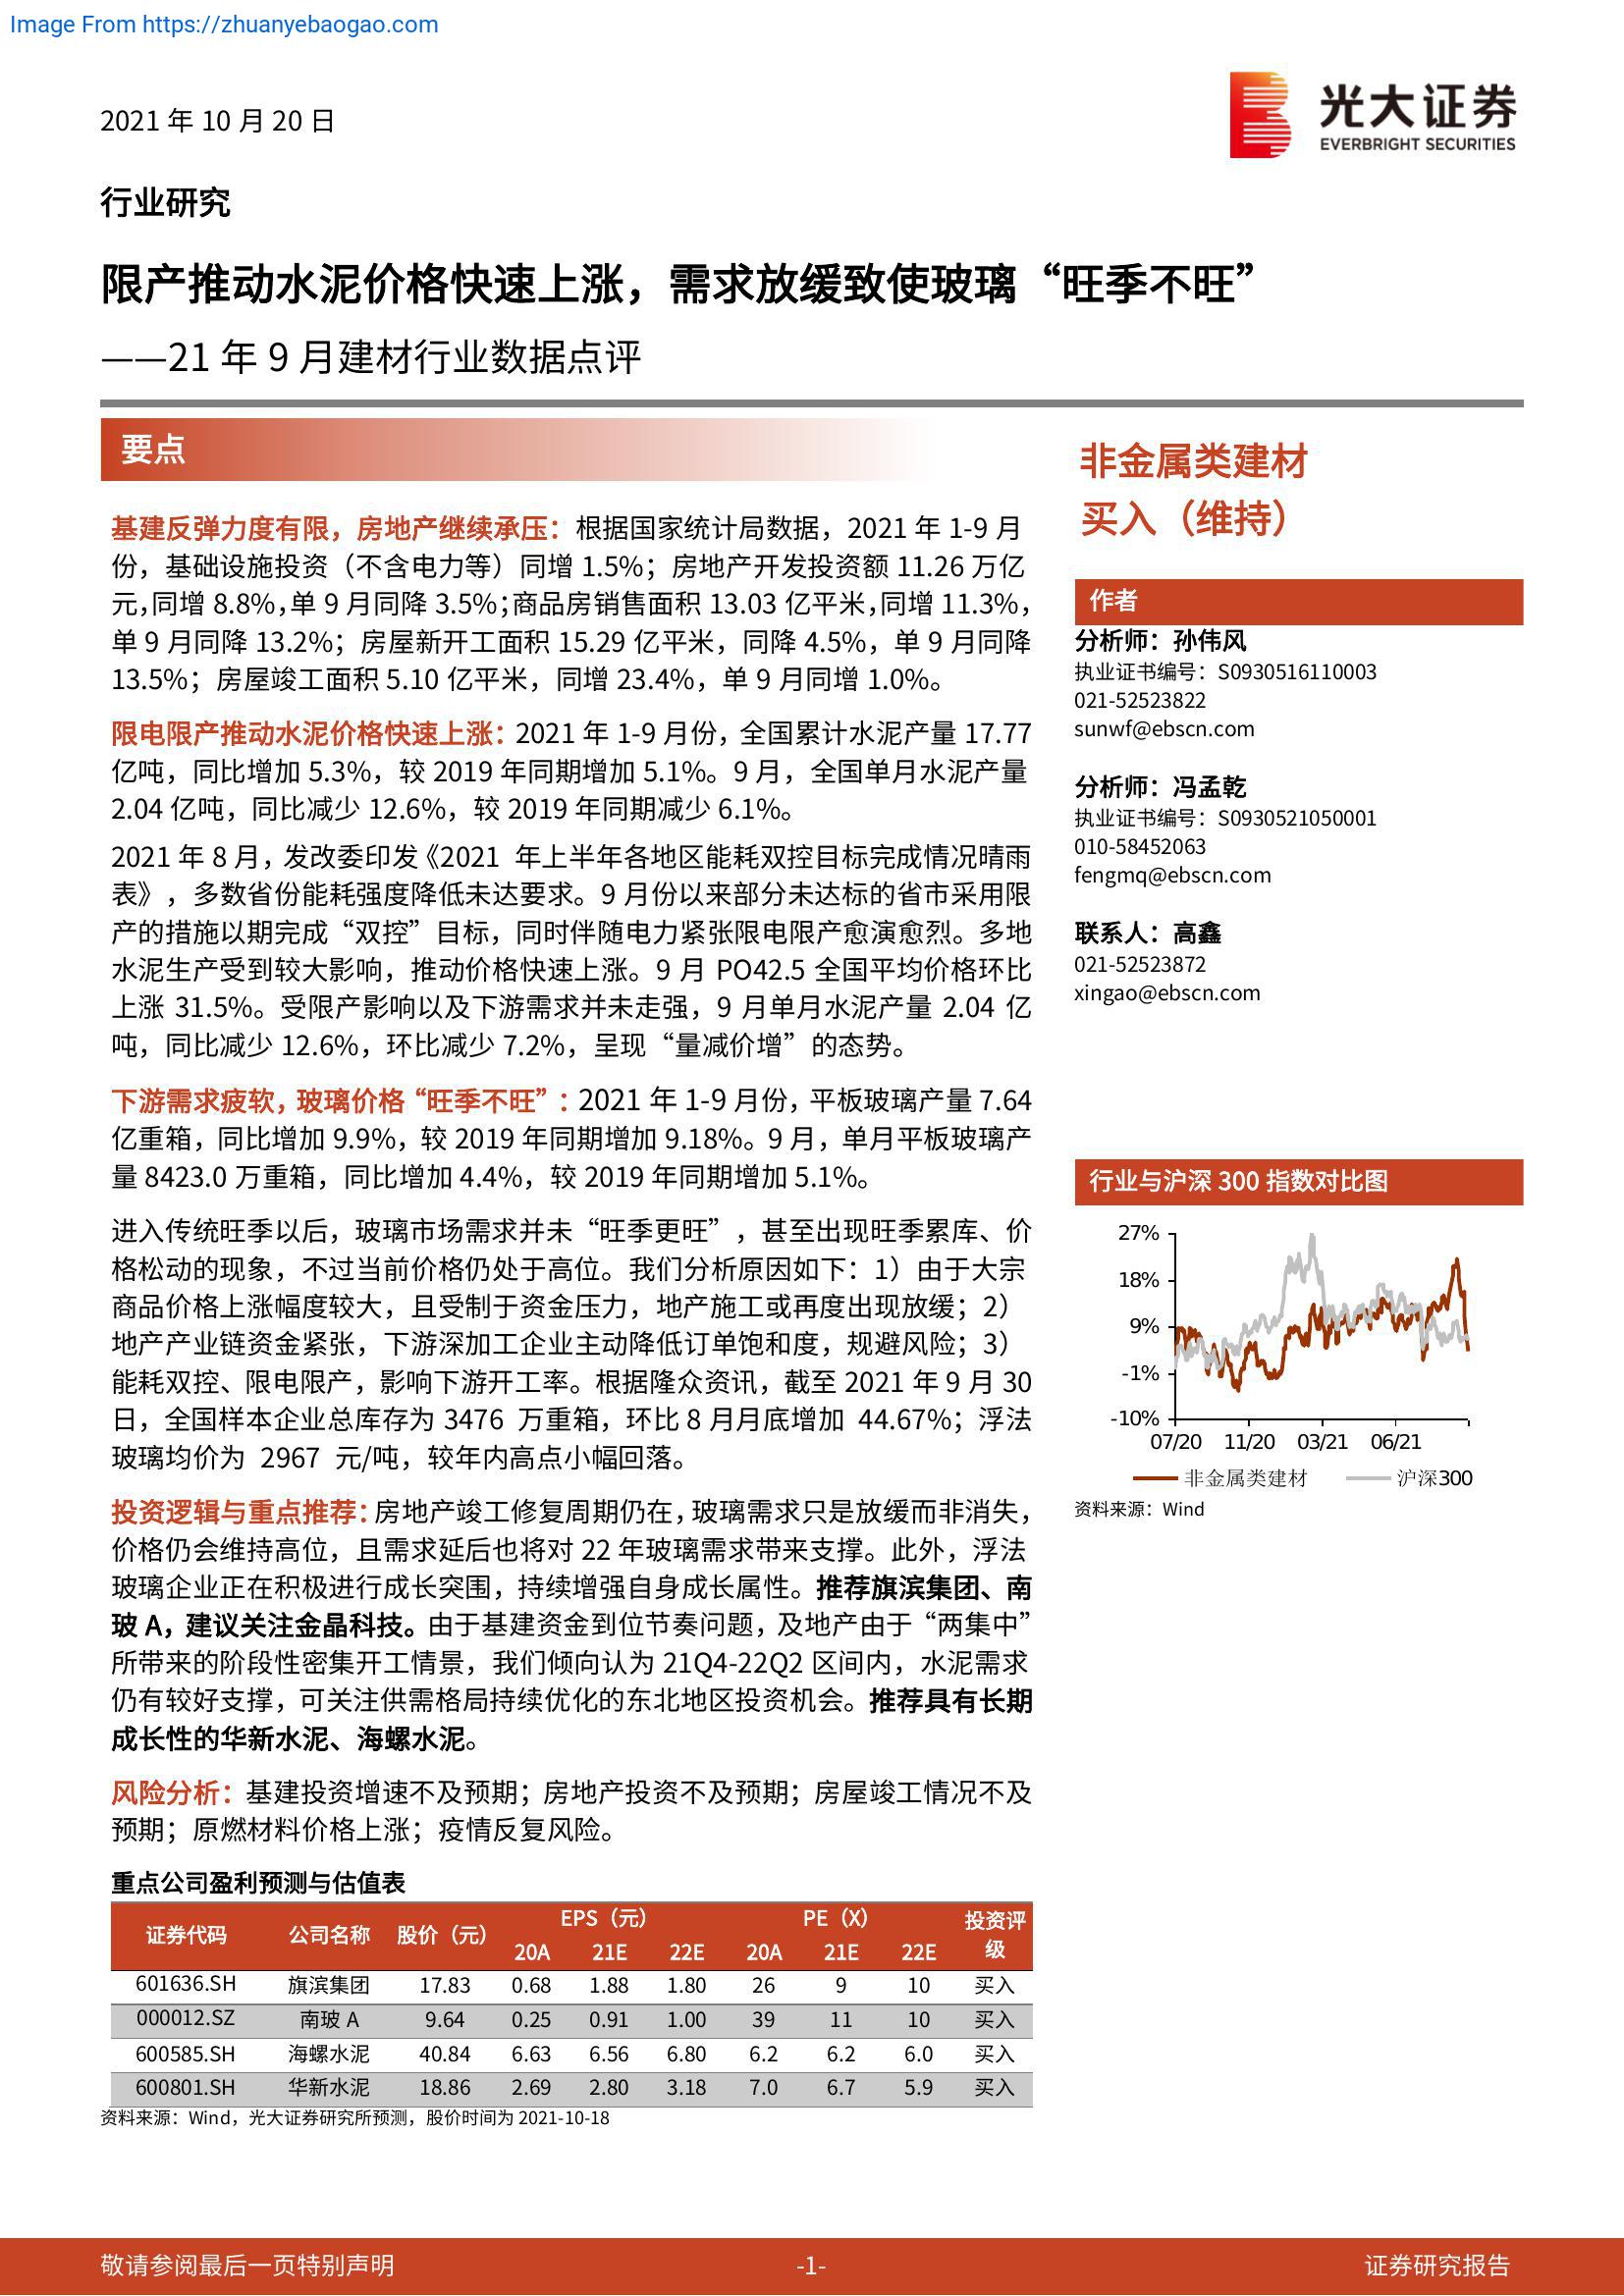 Image From https://zhuanyebaogao.com
2021 年 10 月 20 日
光大证券
EVERBRIGHT SECURITIES
行业研究
限产推动水泥价格快速上涨，需求放缓致使玻璃“旺季不旺”
——21 年 9 月建材行业数据点评
要点
基建反弹力度有限，房地产继续承压：根据国家统计局数据，2021 年 1-9 月
份，基础设施投资（不含电力等）同增 1.5%；房地产开发投资额 11.26 万亿
元，同增 8.8%，单 9 月同降 3.5%；商品房销售面积 13.03 亿平米，同增 11.3%，
单 9 月同降 13.2%；房屋新开工面积 15.29 亿平米，同降 4.5%，单 9 月同降
13.5%；房屋竣工面积 5.10 亿平米，同增 23.4%，单 9 月同增 1.0%。
限电限产推动水泥价格快速上涨：2021 年 1-9 月份，全国累计水泥产量 17.77
亿吨，同比增加 5.3%，较 2019 年同期增加 5.1%。9 月，全国单月水泥产量
2.04 亿吨，同比减少 12.6%，较 2019 年同期减少 6.1%。
2021 年 8 月，发改委印发《2021 年上半年各地区能耗双控目标完成情况晴雨
表》，多数省份能耗强度降低未达要求。9 月份以来部分未达标的省市采用限
产的措施以期完成“双控”目标，同时伴随电力紧张限电限产愈演愈烈。多地
水泥生产受到较大影响，推动价格快速上涨。9 月 PO42.5 全国平均价格环比
上涨 31.5%。受限产影响以及下游需求并未走强，9 月单月水泥产量 2.04 亿
吨，同比减少 12.6%，环比减少 7.2%，呈现“量减价增”的态势。
下游需求疲软，玻璃价格“旺季不旺”：2021 年 1-9 月份，平板玻璃产量 7.64
亿重箱，同比增加 9.9%，较 2019 年同期增加 9.18%。9 月，单月平板玻璃产
量 8423.0 万重箱，同比增加 4.4%，较 2019 年同期增加 5.1%。
进入传统旺季以后，玻璃市场需求并未“旺季更旺”，甚至出现旺季累库、价
格松动的现象，不过当前价格仍处于高位。我们分析原因如下：1）由于大宗
商品价格上涨幅度较大，且受制于资金压力，地产施工或再度出现放缓；2）
地产产业链资金紧张，下游深加工企业主动降低订单饱和度，规避风险；3）
能耗双控、限电限产，影响下游开工率。根据隆众资讯，截至 2021 年 9 月 30
日，全国样本企业总库存为 3476 万重箱，环比 8 月月底增加 44.67%；浮法
玻璃均价为 2967 元/吨，较年内高点小幅回落。
投资逻辑与重点推荐：房地产竣工修复周期仍在，玻璃需求只是放缓而非消失，
价格仍会维持高位，且需求延后也将对 22 年玻璃需求带来支撑。此外，浮法
玻璃企业正在积极进行成长突围，持续增强自身成长属性。推荐旗滨集团、南
玻 A，建议关注金晶科技。由于基建资金到位节奏问题，及地产由于“两集中”
所带来的阶段性密集开工情景，我们倾向认为 21Q4-22Q2 区间内，水泥需求
仍有较好支撑，可关注供需格局持续优化的东北地区投资机会。推荐具有长期
成长性的华新水泥、海螺水泥。
风险分析：基建投资增速不及预期；房地产投资不及预期；房屋竣工情况不及
预期；原燃材料价格上涨；疫情反复风险。
重点公司盈利预测与估值表
证券代码 公司名称 股价（元） EPS（元） PE（X） 投资评级
20A 21E 22E 20A 21E 22E
601636.SH 旗滨集团 17.83 0.68 1.88 1.80 26 9 10 买入
000012.SZ 南玻 A 9.64 0.25 0.91 1.00 39 11 10 买入
600585.SH 海螺水泥 40.84 6.63 6.56 6.80 6.2 6.2 6.0 买入
600801.SH 华新水泥 18.86 2.69 2.80 3.18 7.0 6.7 5.9 买入
资料来源：Wind，光大证券研究所预测，股价时间为 2021-10-18
非金属类建材
买入（维持）
作者
分析师：孙伟风
执业证书编号：S0930516110003
021-52523822
sunwf@ebscn.com
分析师：冯孟乾
执业证书编号：S0930521050001
010-58452063
fengmq@ebscn.com
联系人：高鑫
021-52523872
xingao@ebscn.com
行业与沪深 300 指数对比图
27%
18%
9%
-1%
-10%
07/20 11/20 03/21 06/21
非金属类建材 沪深300
资料来源：Wind
敬请参阅最后一页特别声明 -1- 证券研究报告